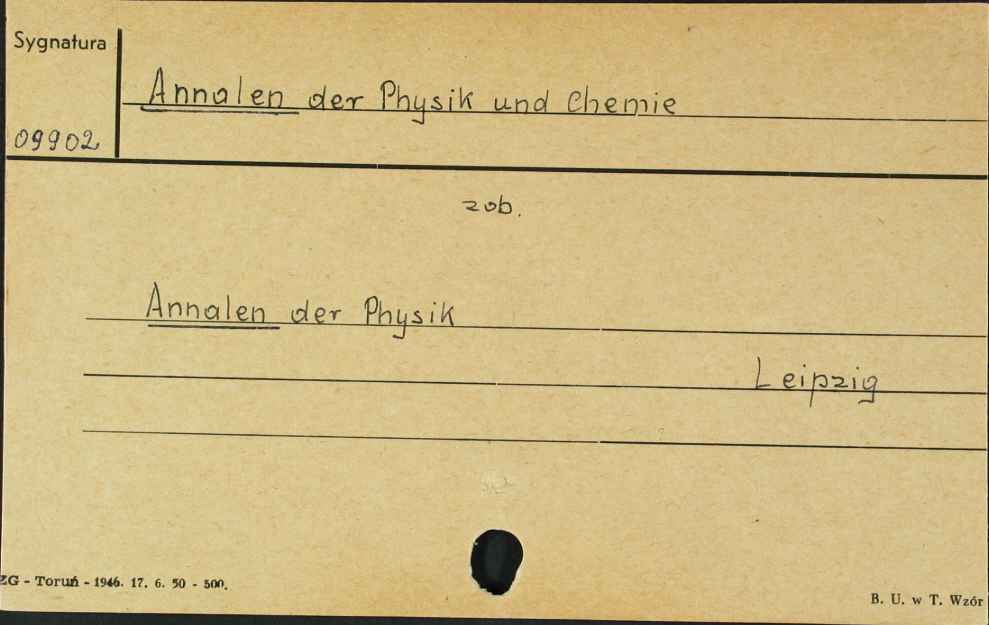 Sygnatura
Annalen der Physik und Chemie
09902
zob.
Annalen der Physik
Leipzig
ZG - Toruń - 1946. 17. 6. 50 - 500.
B. U. w T. Wzór